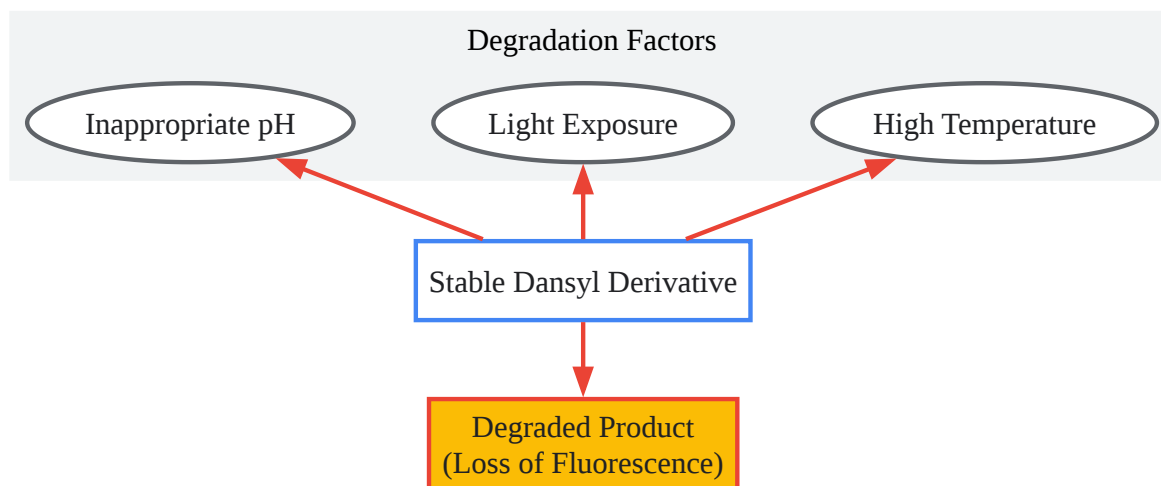 Degradation Factors
Inappropriate pH
Light Exposure
High Temperature
Stable Dansyl Derivative
Degraded Product
(Loss of Fluorescence)